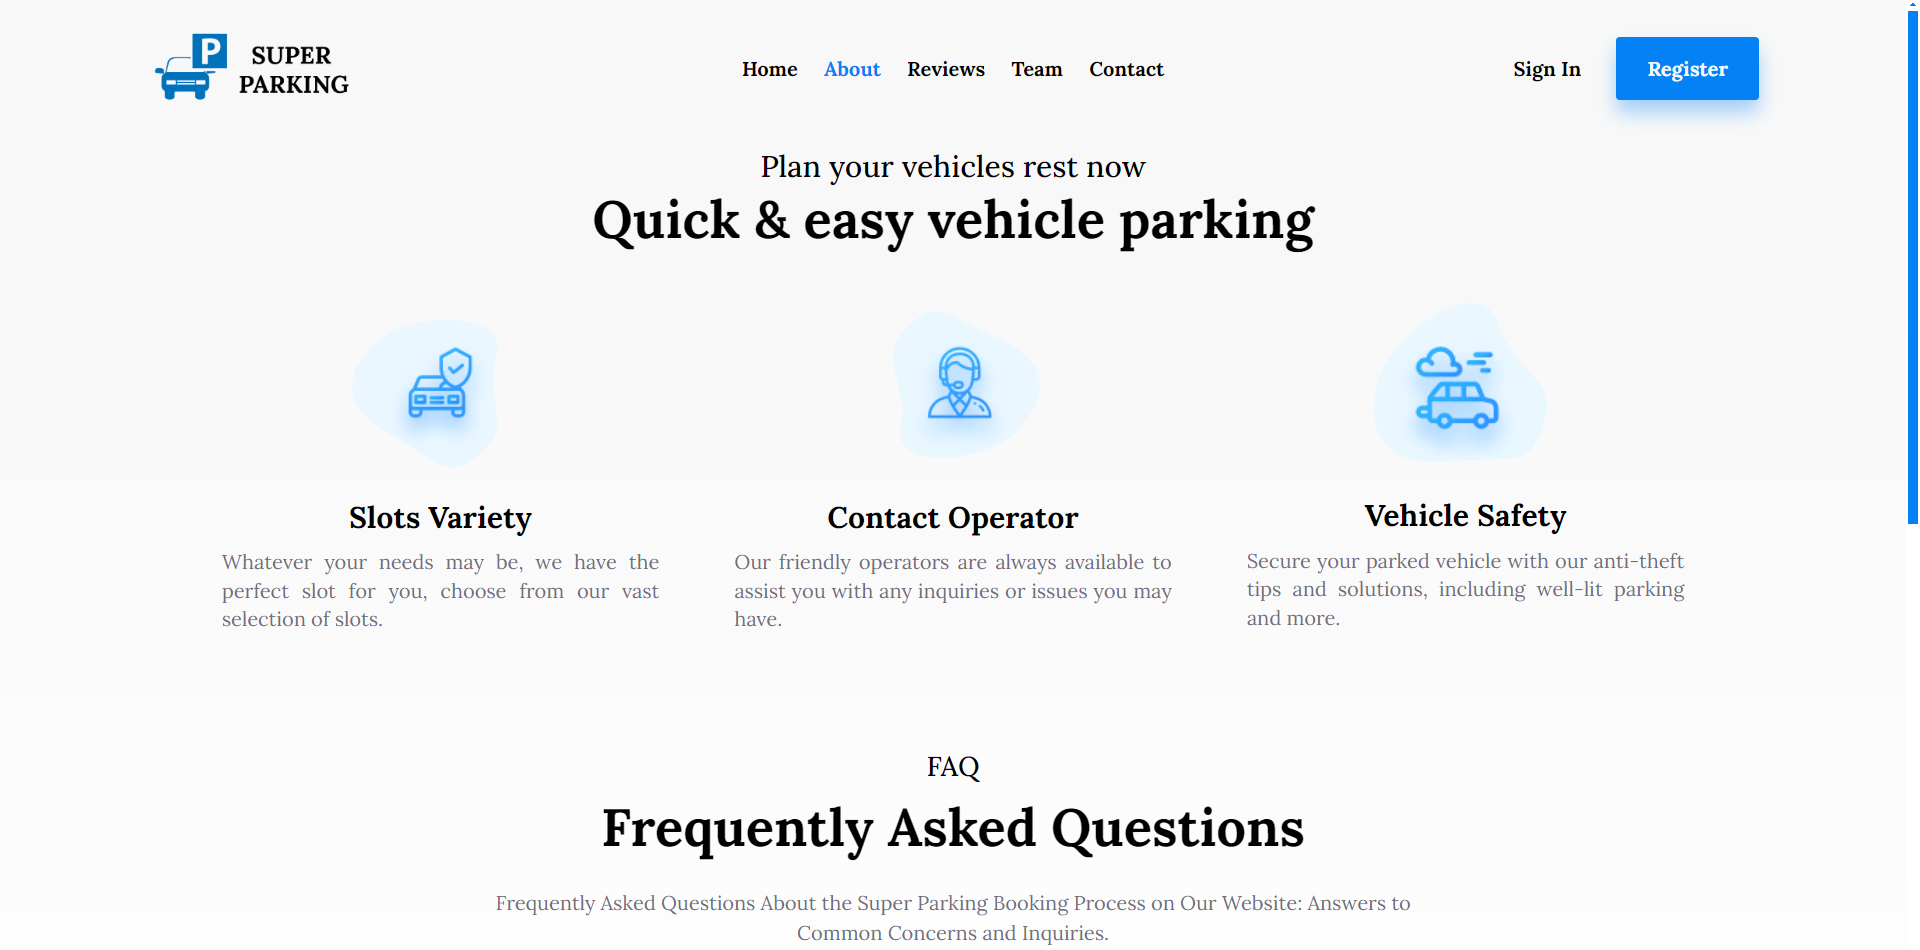 P
SUPER
PARKING
Home About Reviews Team Contact
Sign In Register
Plan your vehicles rest now
Quick & easy vehicle parking
Slots Variety
Whatever your needs may be, we have the
perfect slot for you, choose from our vast
selection of slots.
Contact Operator
Our friendly operators are always available to
assist you with any inquiries or issues you may
have.
Vehicle Safety
Secure your parked vehicle with our anti-theft
tips and solutions, including well-lit parking
and more.
FAQ
Frequently Asked Questions
Frequently Asked Questions About the Super Parking Booking Process on Our Website: Answers to
Common Concerns and Inquiries.